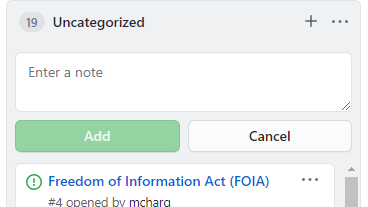 19 Uncategorized
Enter a note
Add Cancel
Freedom of Information Act (FOIA)
#4 opened by mcharg